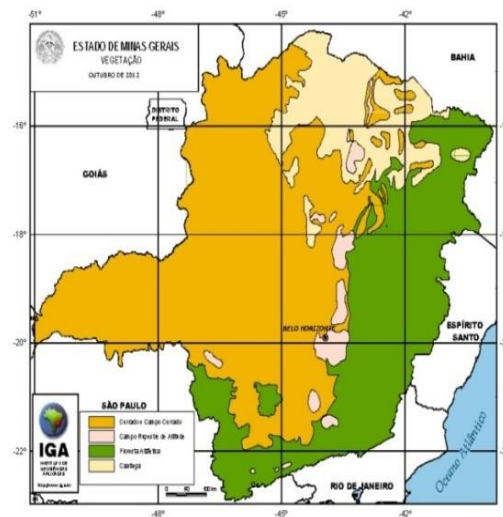 -51° -48° -45° -42°
ESTADO DE MINAS GERAIS
VEGETAÇÃO
OUTUBRO DE 2012
BAHIA
DISTRITO
FEDERAL
-16°
GOIÁS
-18°
BELO HORIZONTE
ESPÍRITO
SANTO
-20°
SÃO PAULO
Cerrado e Campo Cerrado
Campo Rupestre de Altitude
Floresta Atlântica
Caatinga
IGA
-22°
RIO DE JANEIRO
Oceano Atlântico
-51° -48° -45° -42°